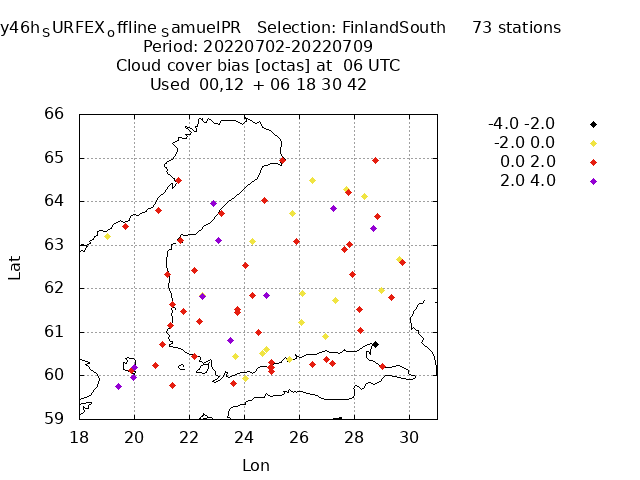 y46hsURFEXoffline samuelPR Selection: FinlandSouth 73 stations
Period: 20220702-20220709
Cloud cover bias [octas] at 06 UTC
Used 00,12 + 06 18 30 42
-4.0 -2.0
-2.0 0.0
0.0 2.0
2.0 4.0
66
65
64
63
62
61
60
59
18 20 22 24 26 28 30
Lat
Lon